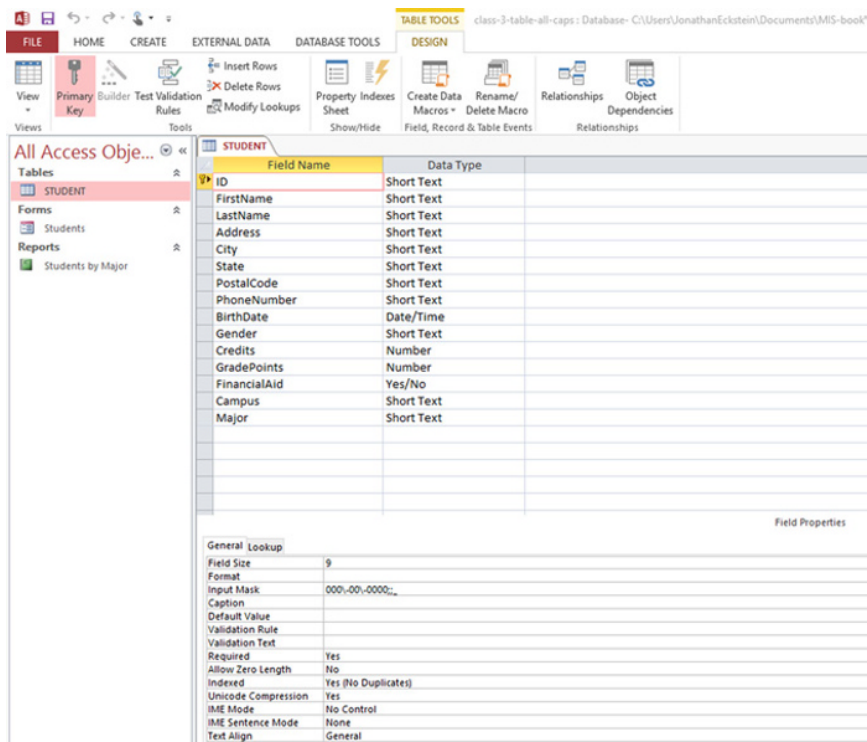 TABLE TOOLS class-3-table-all-caps : Database- C:\Users\JonathanEckstein\Documents\MIS-book"
FILE HOME CREATE EXTERNAL DATA DATABASE TOOLS DESIGN
View
Primary Key
Builder
Test Validation Rules
Insert Rows
Delete Rows
Modify Lookups
Property Sheet
Indexes
Create Data Macros
Rename/ Delete Macro
Relationships
Object Dependencies
Views Tools Show/Hide Field, Record & Table Events Relationships
All Access Obje... «
Tables
STUDENT
Forms
Students
Reports
Students by Major
STUDENT
Field Name Data Type
ID Short Text
FirstName Short Text
LastName Short Text
Address Short Text
City Short Text
State Short Text
PostalCode Short Text
PhoneNumber Short Text
BirthDate Date/Time
Gender Short Text
Credits Number
GradePoints Number
FinancialAid Yes/No
Campus Short Text
Major Short Text
Field Properties
General Lookup
Field Size 9
Format
Input Mask 000\-00\-0000;;_
Caption
Default Value
Validation Rule
Validation Text
Required Yes
Allow Zero Length No
Indexed Yes (No Duplicates)
Unicode Compression Yes
IME Mode No Control
IME Sentence Mode None
Text Align General